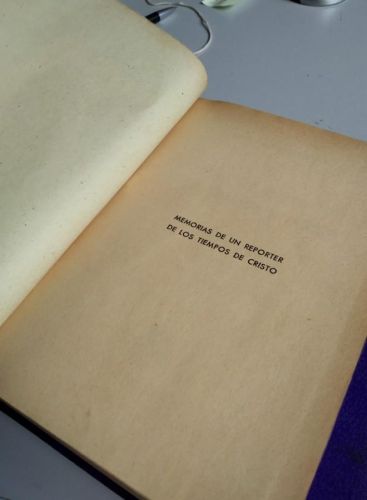 MEMORIAS DE UN REPORTER
DE LOS TIEMPOS DE CRISTO